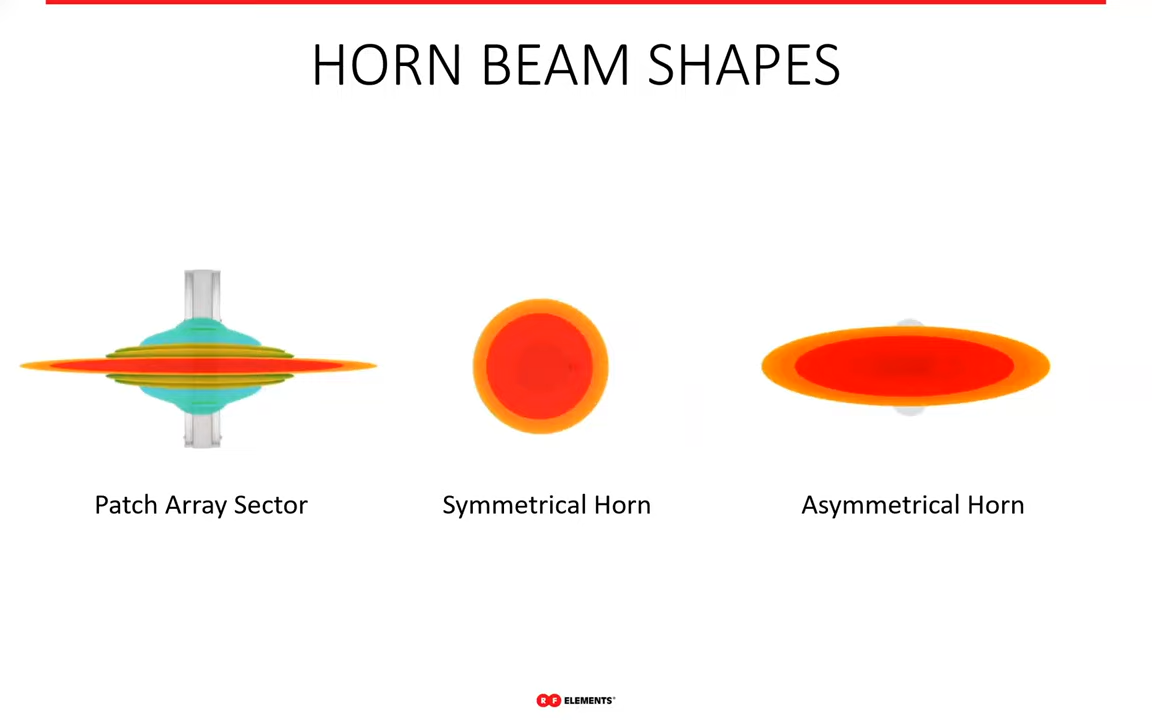 HORN BEAM SHAPES
Patch Array Sector
Symmetrical Horn
Asymmetrical Horn
RF ELEMENTS®